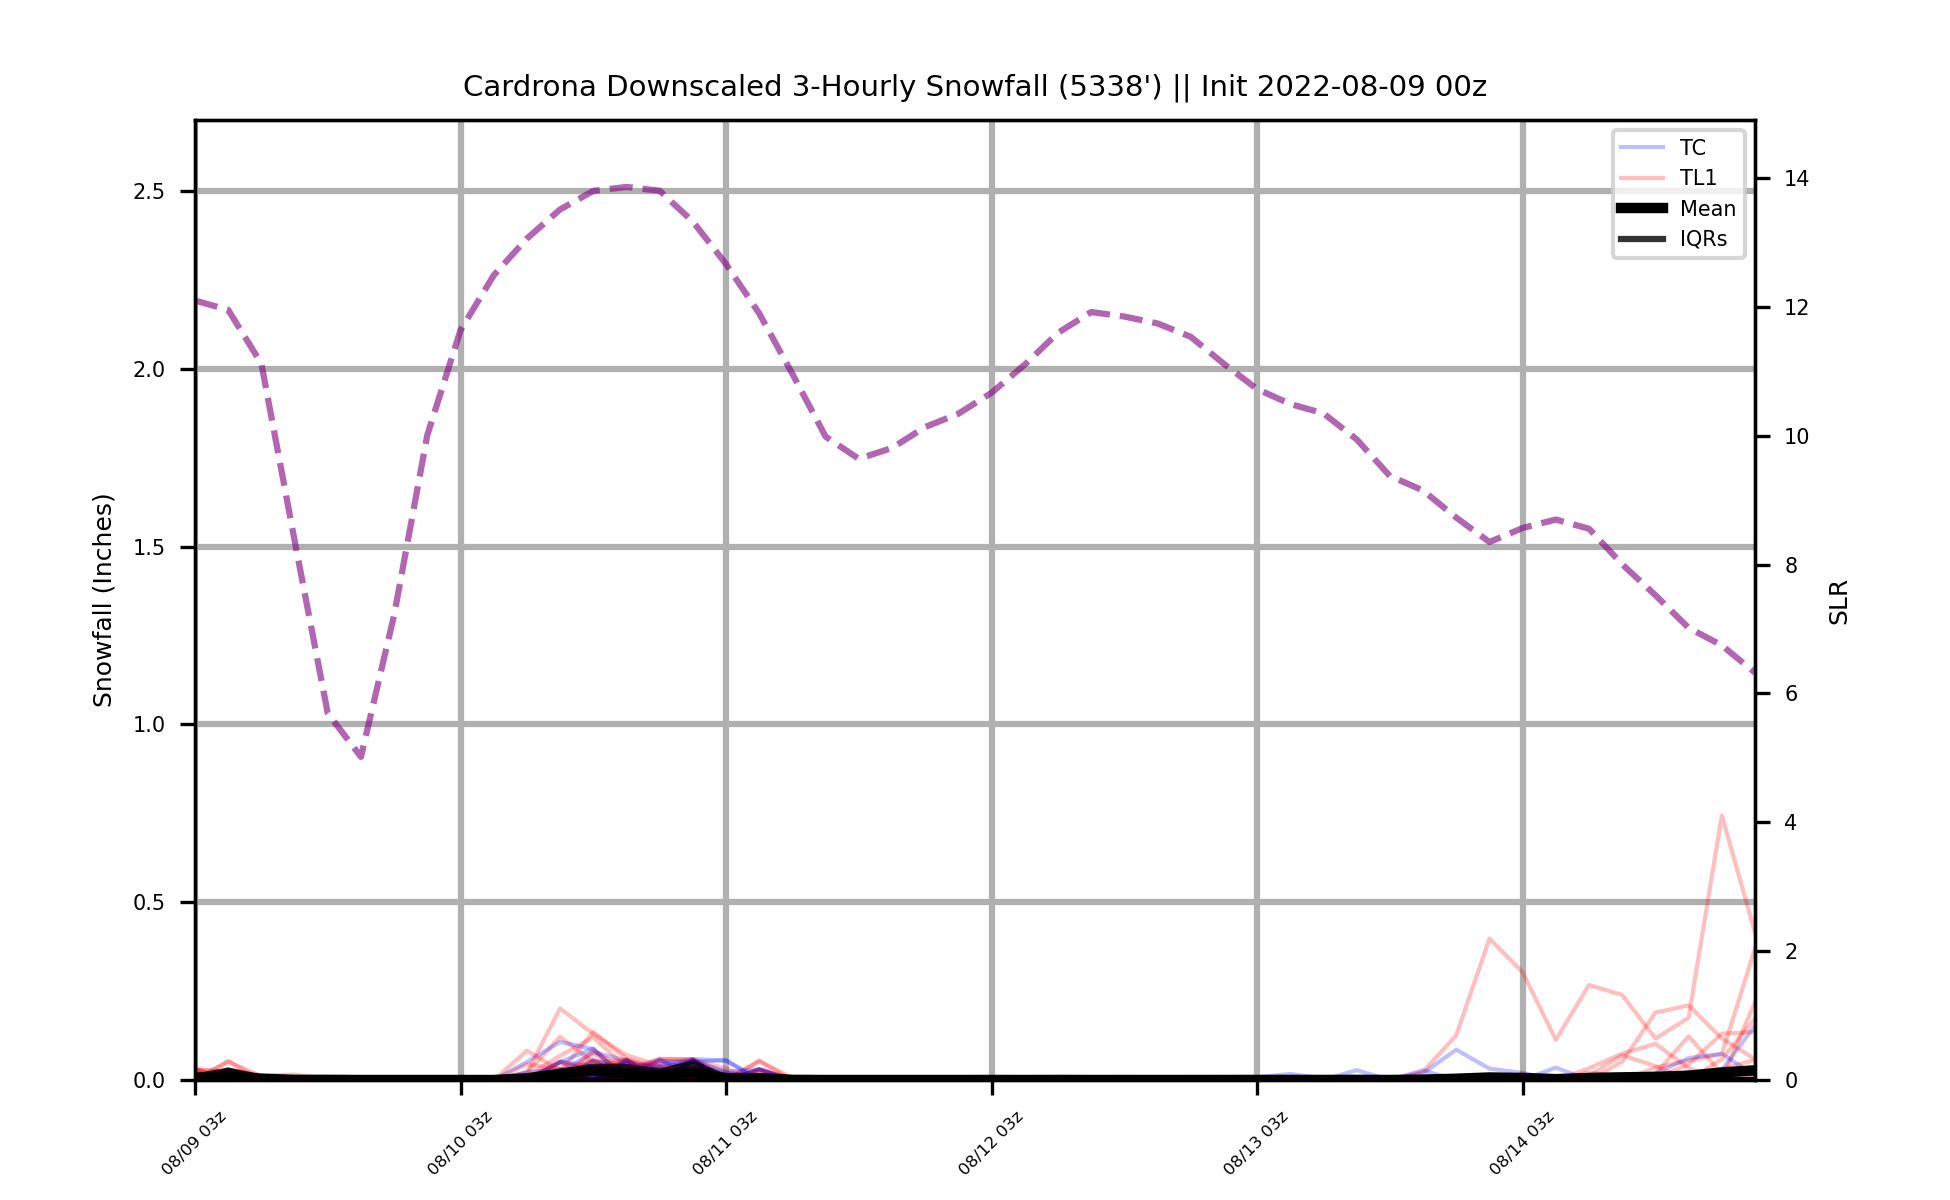 Cardrona Downscaled 3-Hourly Snowfall (5338') || Init 2022-08-09 00z
TC
TL1
Mean
IQRs
2.5
2.0
1.5
1.0
0.5
0.0
Snowfall (Inches)
14
12
10
8
6
4
2
0
SLR
08/09 03z
08/10 03z
08/11 03z
08/12 03z
08/13 03z
08/14 03z